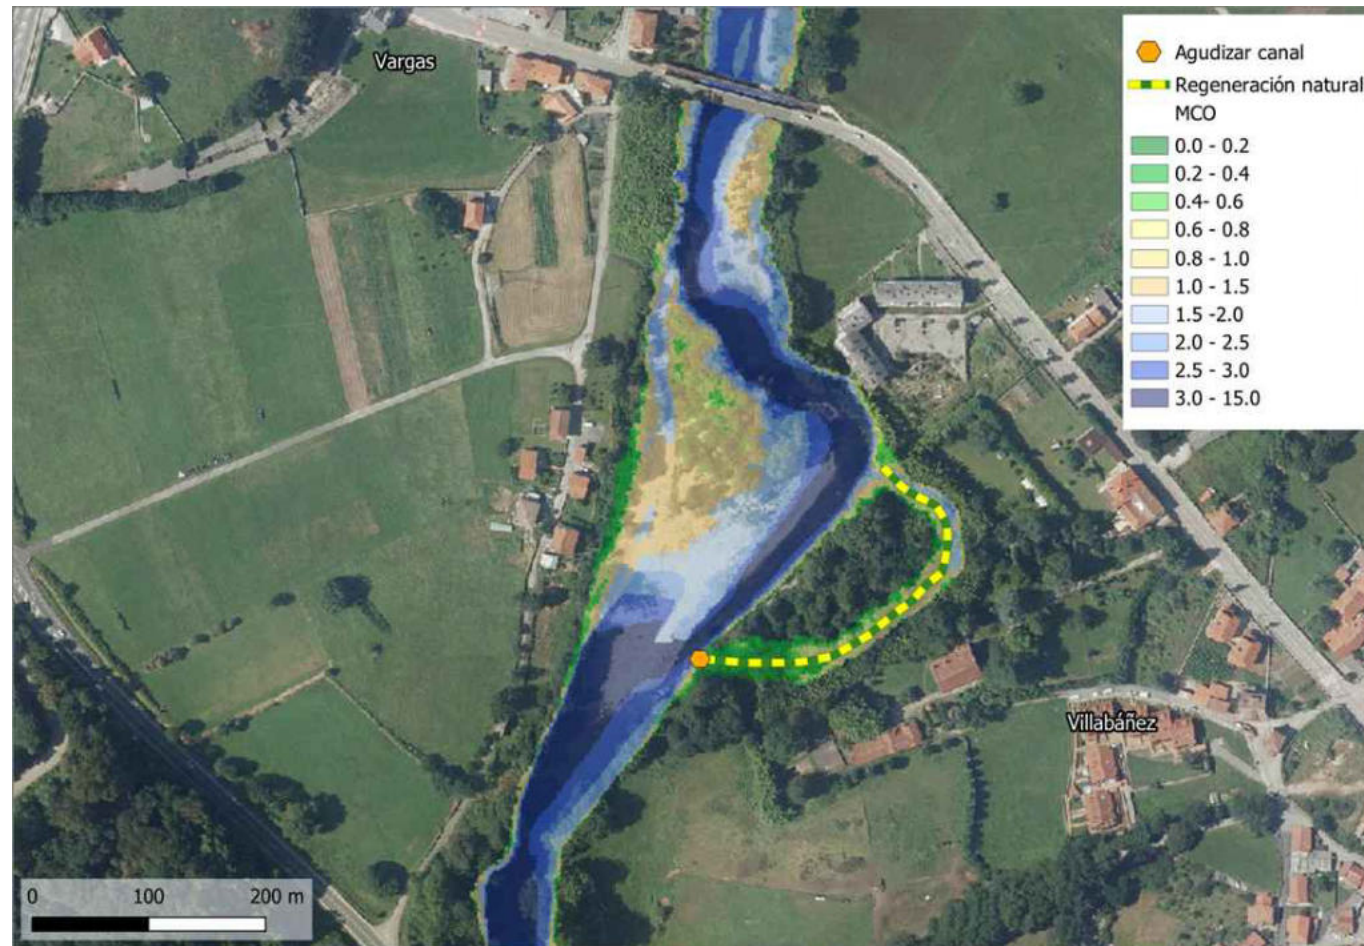 Vargas
Agudizar canal
Regeneración natural
MCO
0.0 - 0.2
0.2 - 0.4
0.4- 0.6
0.6 - 0.8
0.8 - 1.0
1.0 - 1.5
1.5 -2.0
2.0 - 2.5
2.5 - 3.0
3.0 - 15.0
Villabáñez
0 100 200 m